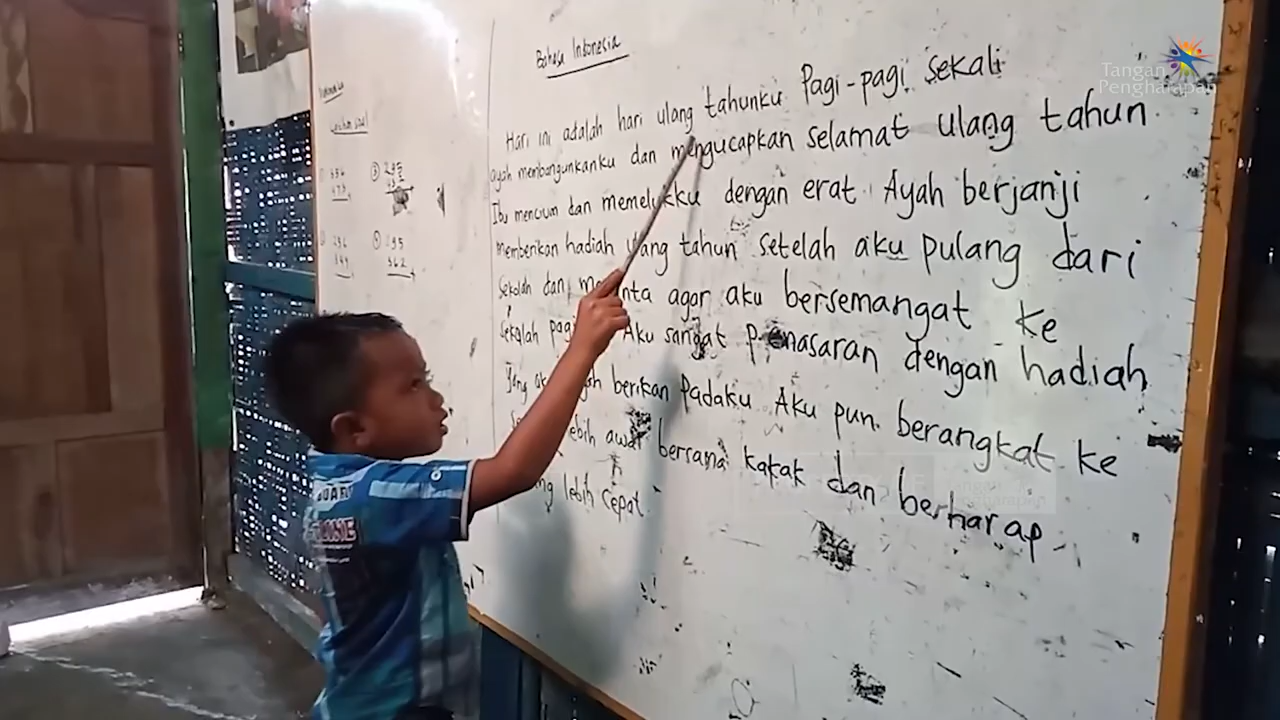 Bahasa Indonesia
Hari ini adalah hari ulang tahunku Pagi-pagi sekali
ayah membangunkanku dan mengucapkan selamat ulang tahun.
Ibu mencium dan memelukku dengan erat. Ayah berjanji
memberikan hadiah ulang tahun setelah aku pulang dari
sekolah dan meminta agar aku bersemangat ke
sekolah Aku sangat penasaran dengan hadiah
yang berikan padaku. Aku pun berangkat ke
lebih awal bersama kakak dan berharap
lebih cepat.
Tangan
Pengharapan